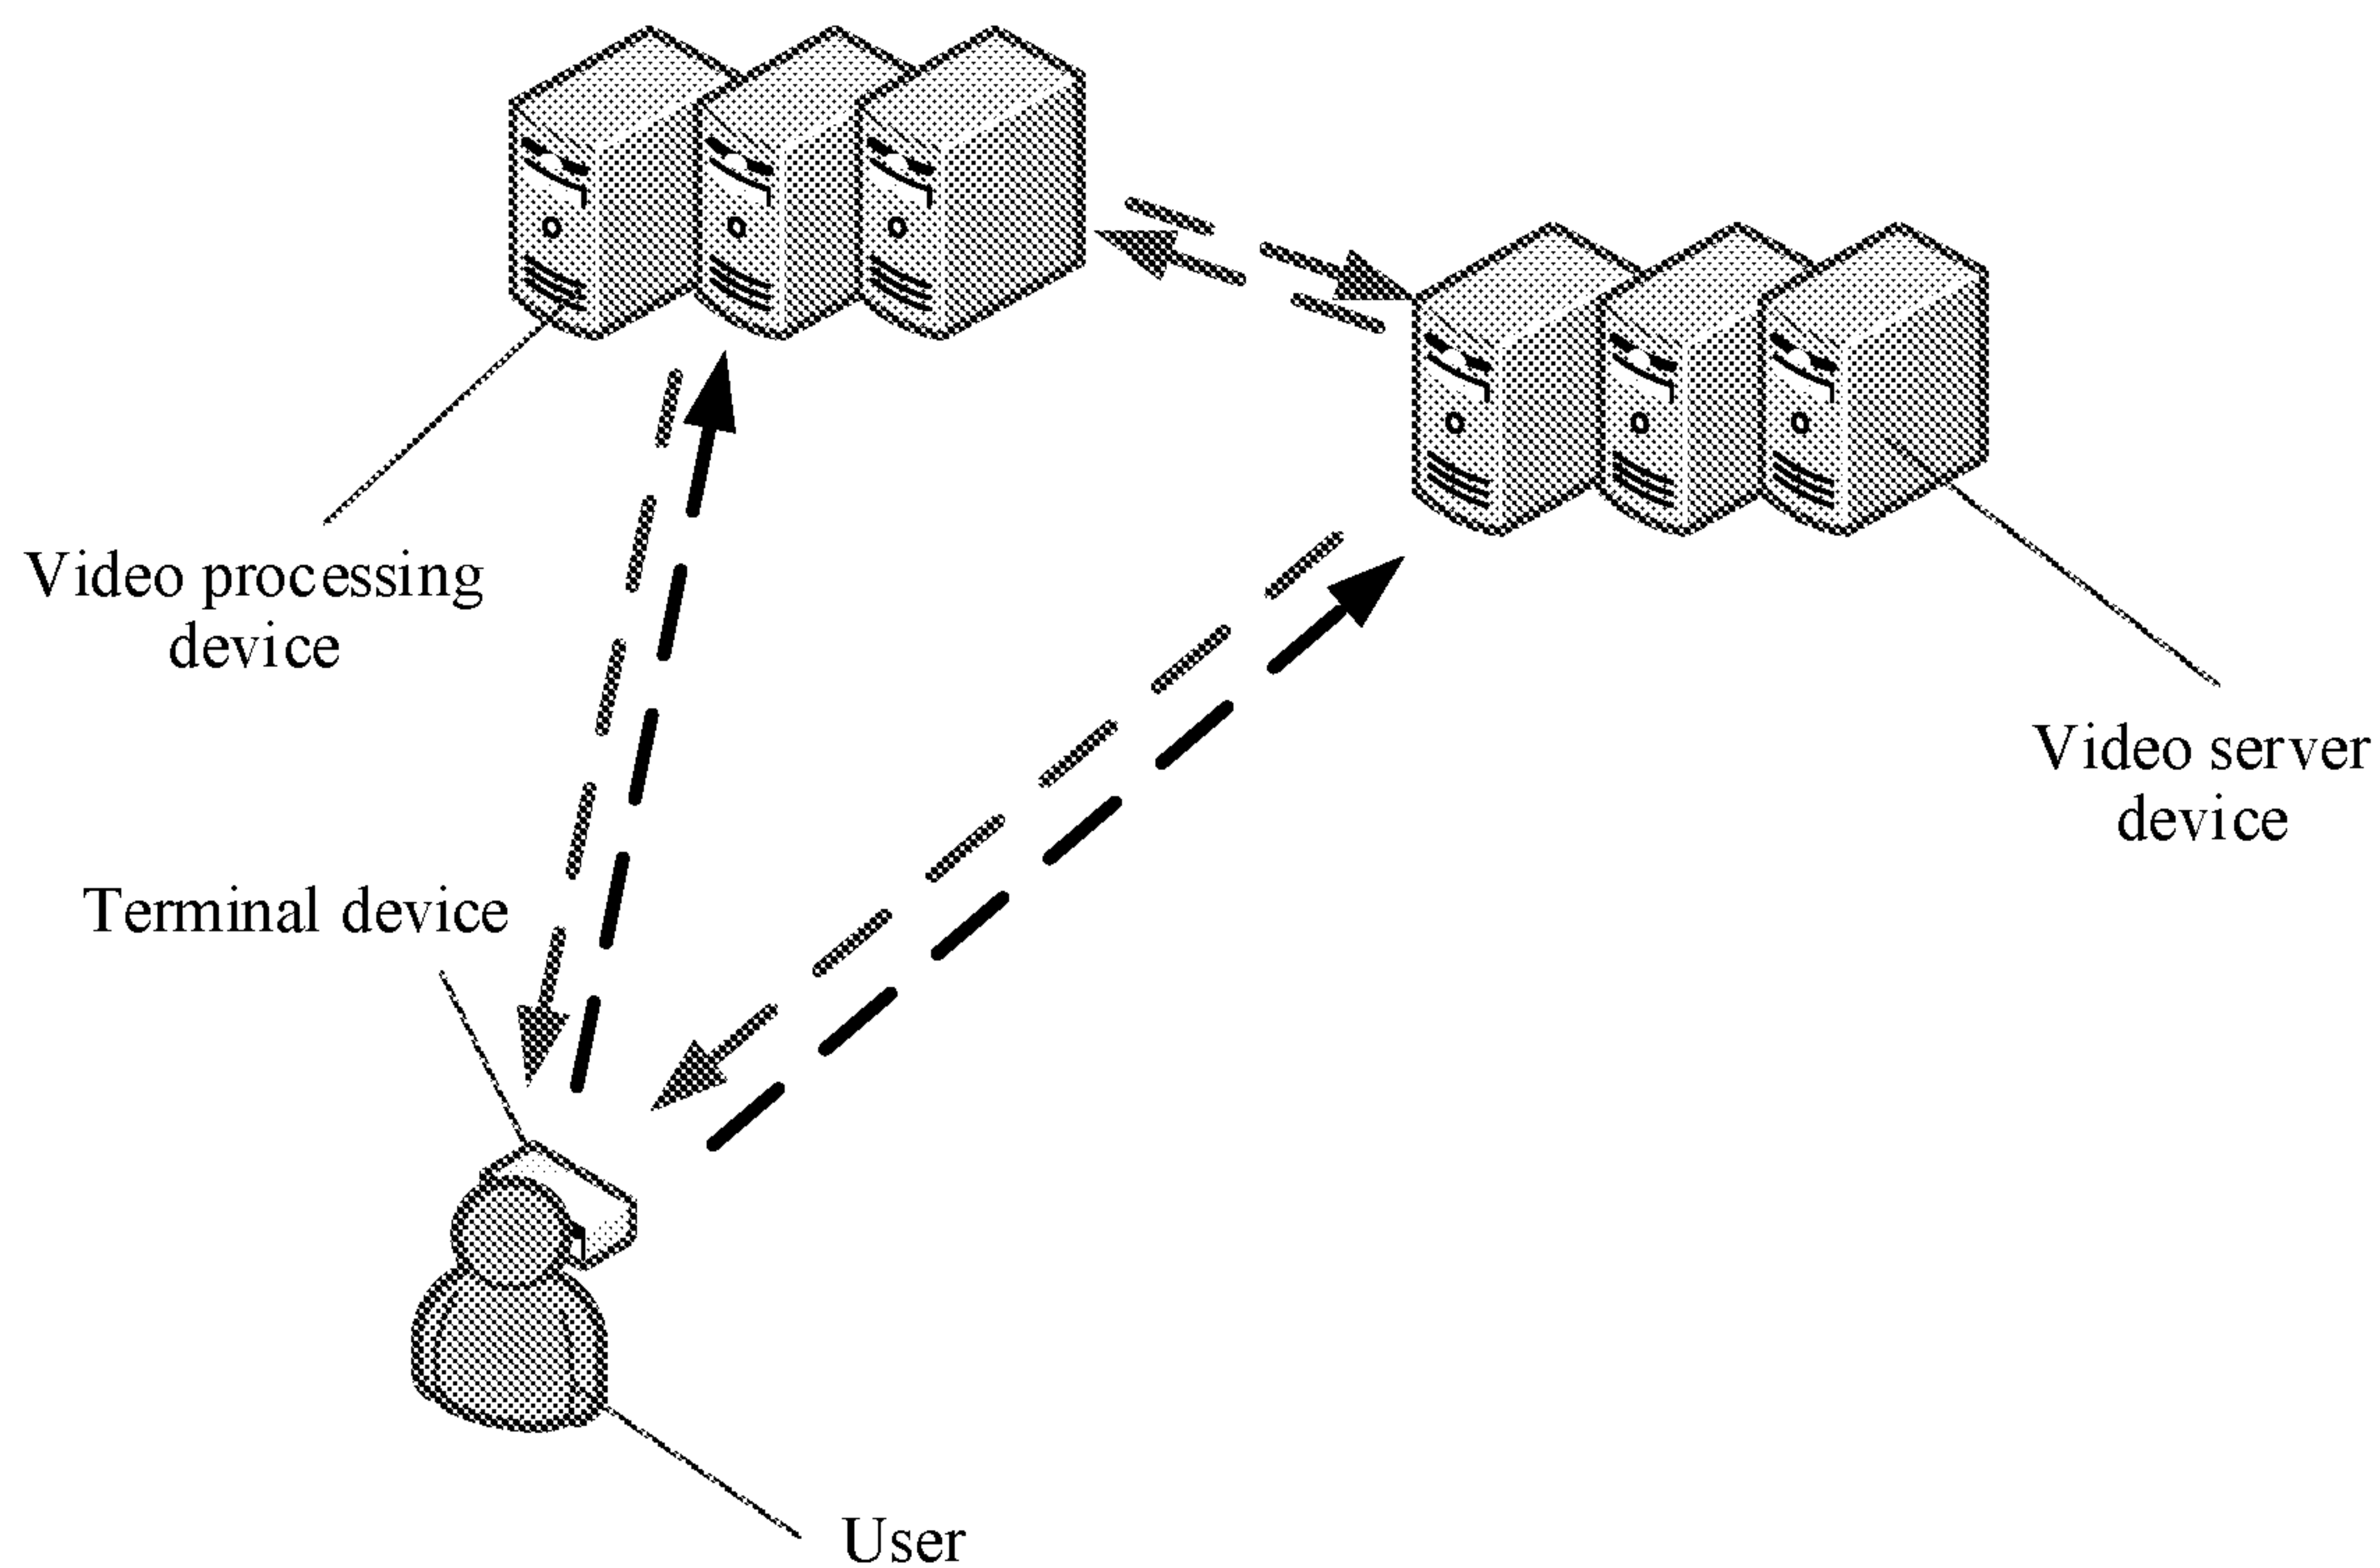 Video processing
device
Video server
device
Terminal device
User